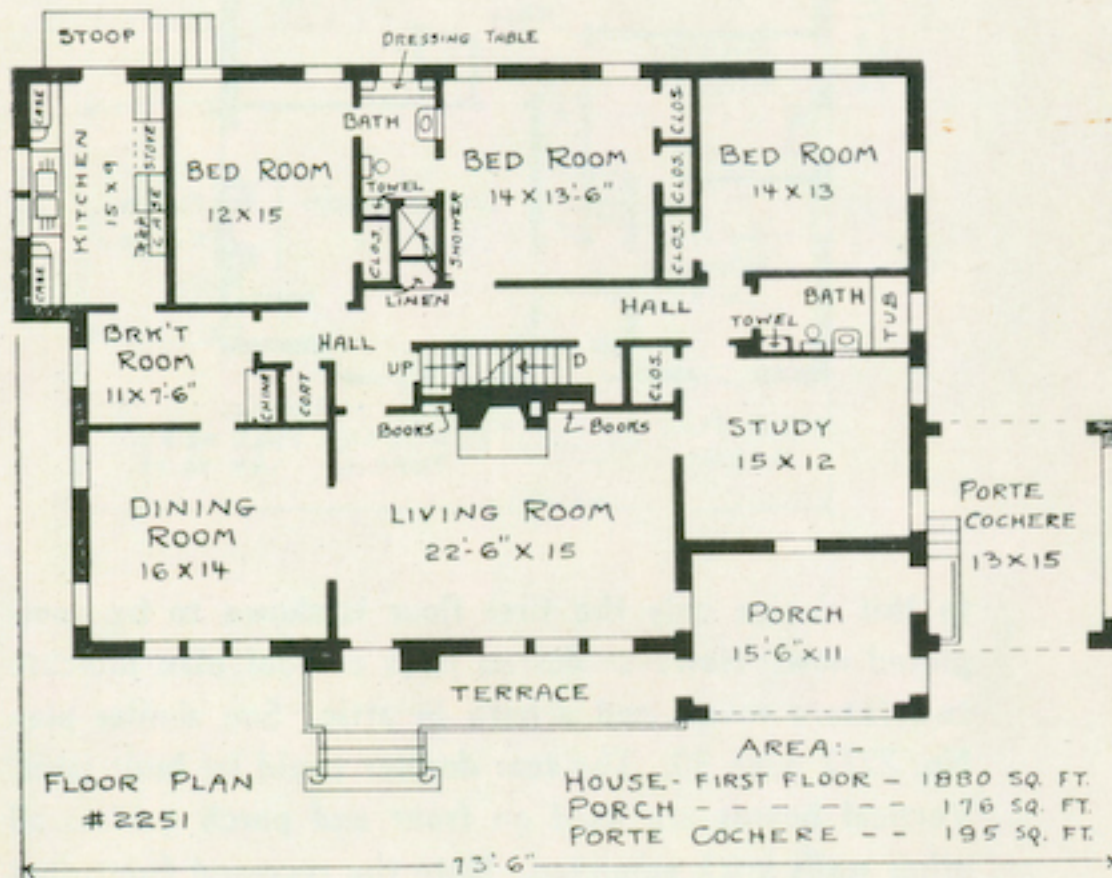 STOOP
DRESSING TABLE
CASE
KITCHEN
15 X 9
STOVE
REF
CASE
CASE
BED ROOM
12 X 15
BATH
TOWEL
CLOS.
SHOWER
LINEN
BED ROOM
14 X 13'-6"
CLOS
CLOS.
CLOS.
BED ROOM
14 X 13
BRK'T
ROOM
11 X 7'-6"
HALL
HALL
TOWEL
BATH
TUB
UP
D
CLOS.
CHINA
COAT
BOOKS
BOOKS
STUDY
15 X 12
DINING
ROOM
16 X 14
LIVING ROOM
22'-6" X 15
PORTE
COCHERE
13 X 15
PORCH
15'-6" X 11
TERRACE
FLOOR PLAN
#2251
AREA:-
HOUSE - FIRST FLOOR - 1880 SQ. FT.
PORCH - - - - - - - 176 SQ. FT.
PORTE COCHERE - - 195 SQ. FT.
73'-6"